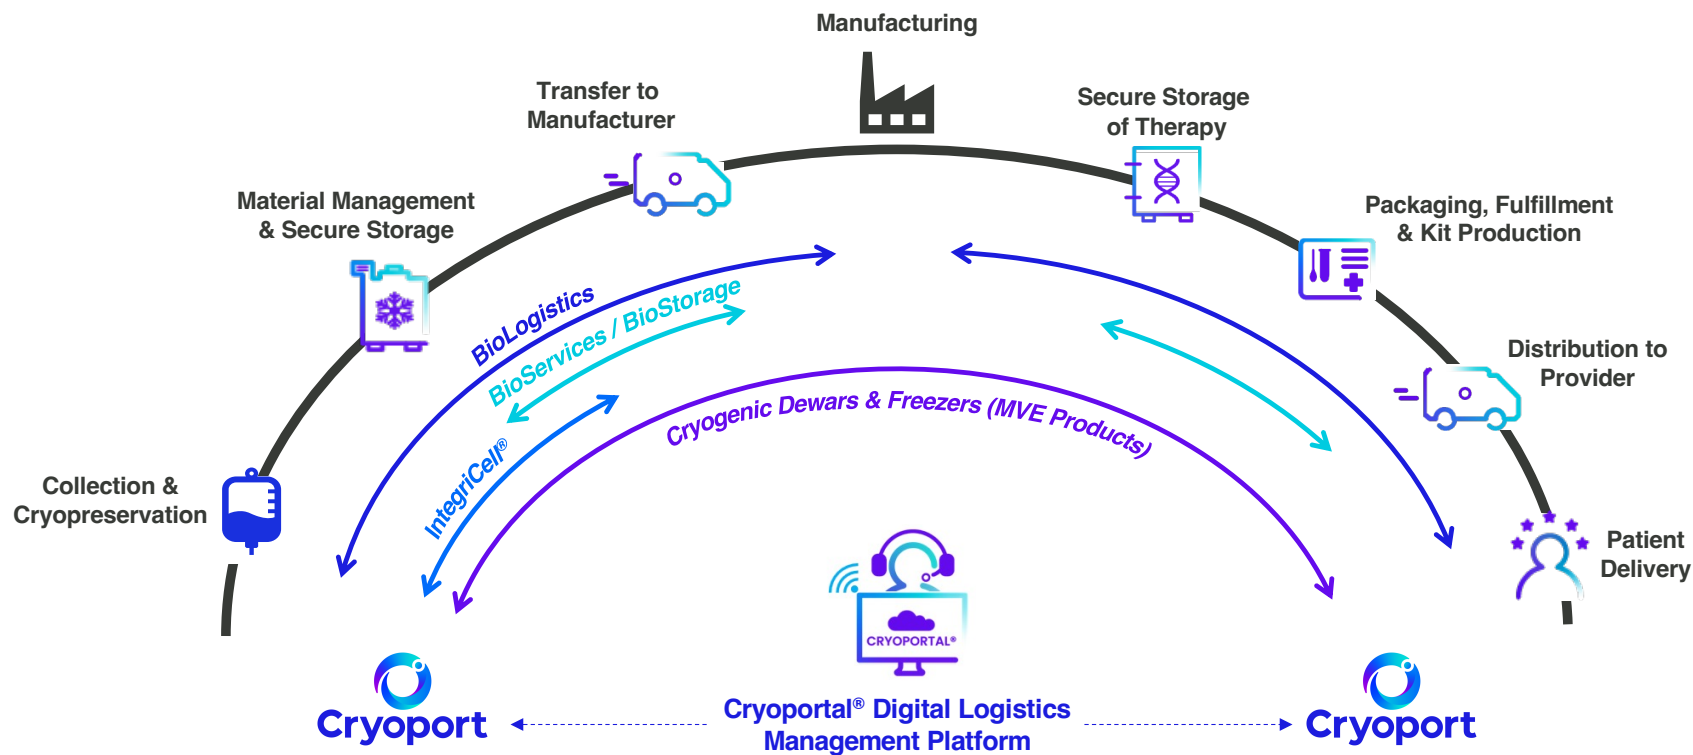 Manufacturing
Transfer to
Manufacturer
Secure Storage
of Therapy
Material Management
& Secure Storage
Packaging, Fulfillment
& Kit Production
BioLogistics
BioServices / BioStorage
Distribution to
Provider
Cryogenic Dewars & Freezers (MVE Products)
IntegriCell®
Collection &
Cryopreservation
Patient
Delivery
CRYOPORTAL®
Cryoport
Cryoportal® Digital Logistics
Management Platform
Cryoport